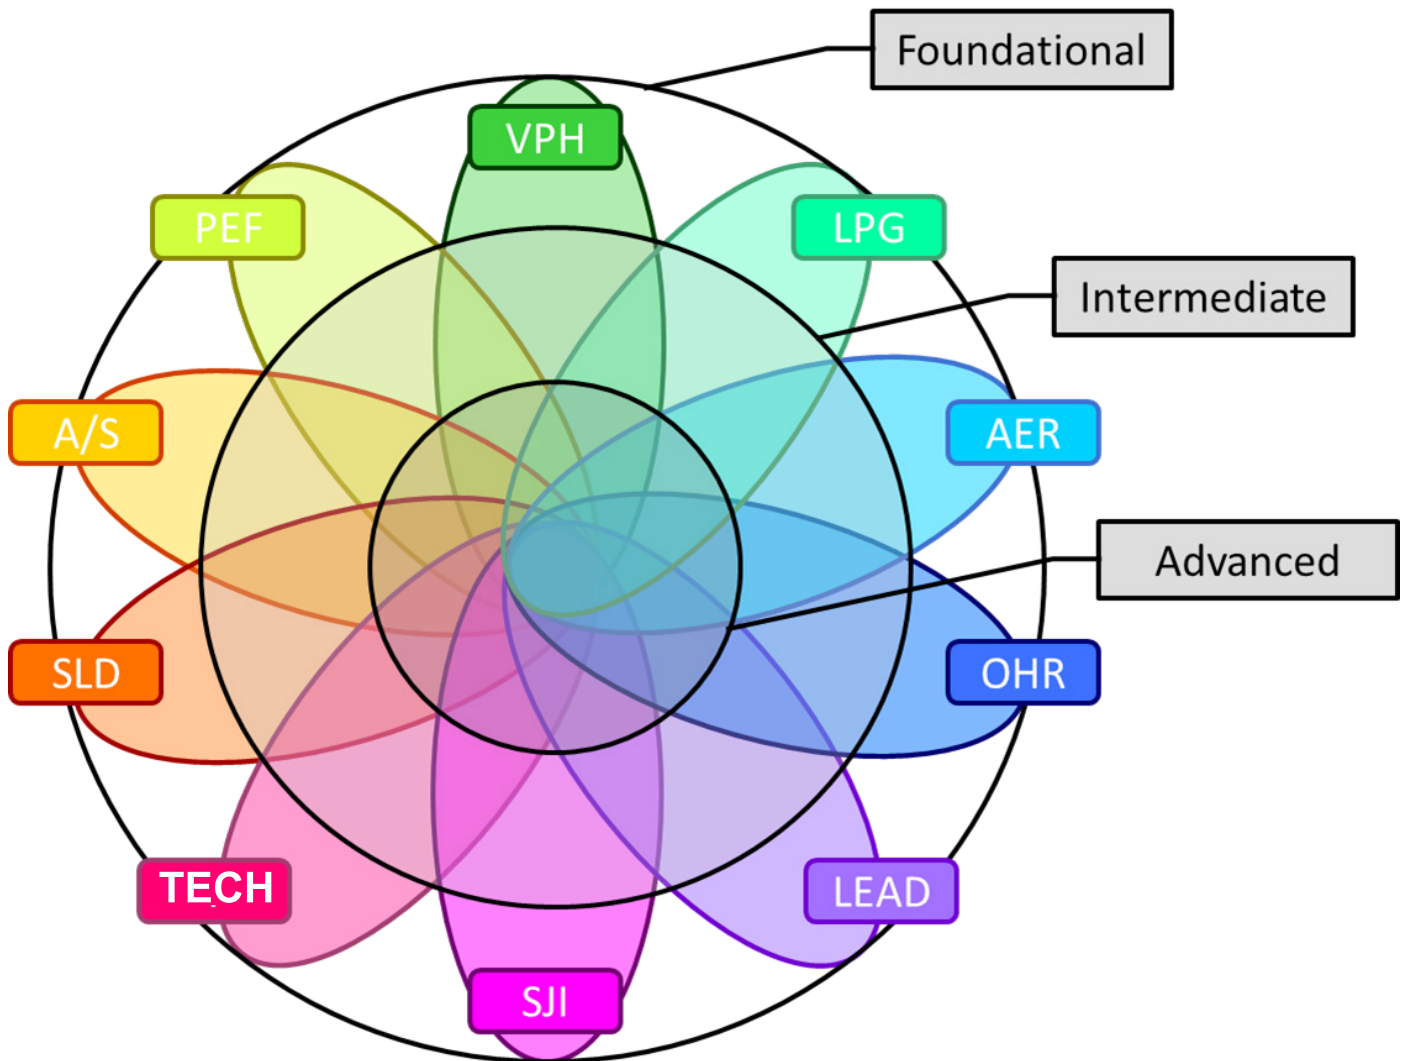 Foundational
VPH
PEF
LPG
Intermediate
A/S
AER
Advanced
SLD
OHR
TECH
LEAD
SJI